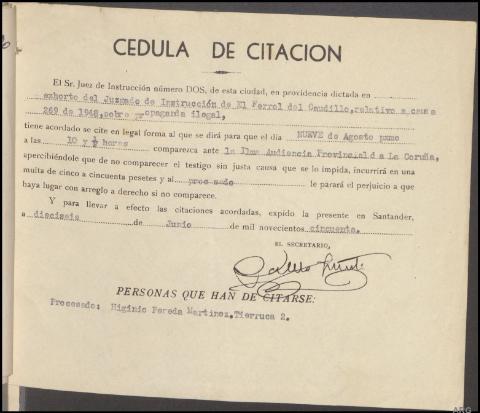 CEDULA DE CITACION
El Sr. Juez de Instrucción número DOS, de esta ciudad, en providencia dictada en
exhorto del Juzgado de Instrucción de El Ferrol del Caudillo, relativo a causa
269 de 1948, sobre propaganda ilegal,
tiene acordado se cite en legal forma al que se dirá para que el día NUEVE de Agosto
a las 10 y ½ horas comparezca ante la Ilma Audiencia Provincial de La Coruña,
apercibiéndole que de no comparecer el testigo sin justa causa que se lo impida, incurrirá en una
multa de cinco a cincuenta pesetas y al procesado le parará el perjuicio a que
haya lugar con arreglo a derecho si no comparece.
Y para llevar a efecto las citaciones acordadas, expido la presente en Santander,
a dieciseis de Junio de mil novecientos cincuenta.
EL SECRETARIO,
PERSONAS QUE HAN DE CITARSE:
Procesado: Higinio Pereda Martinez. Tierruca 2.